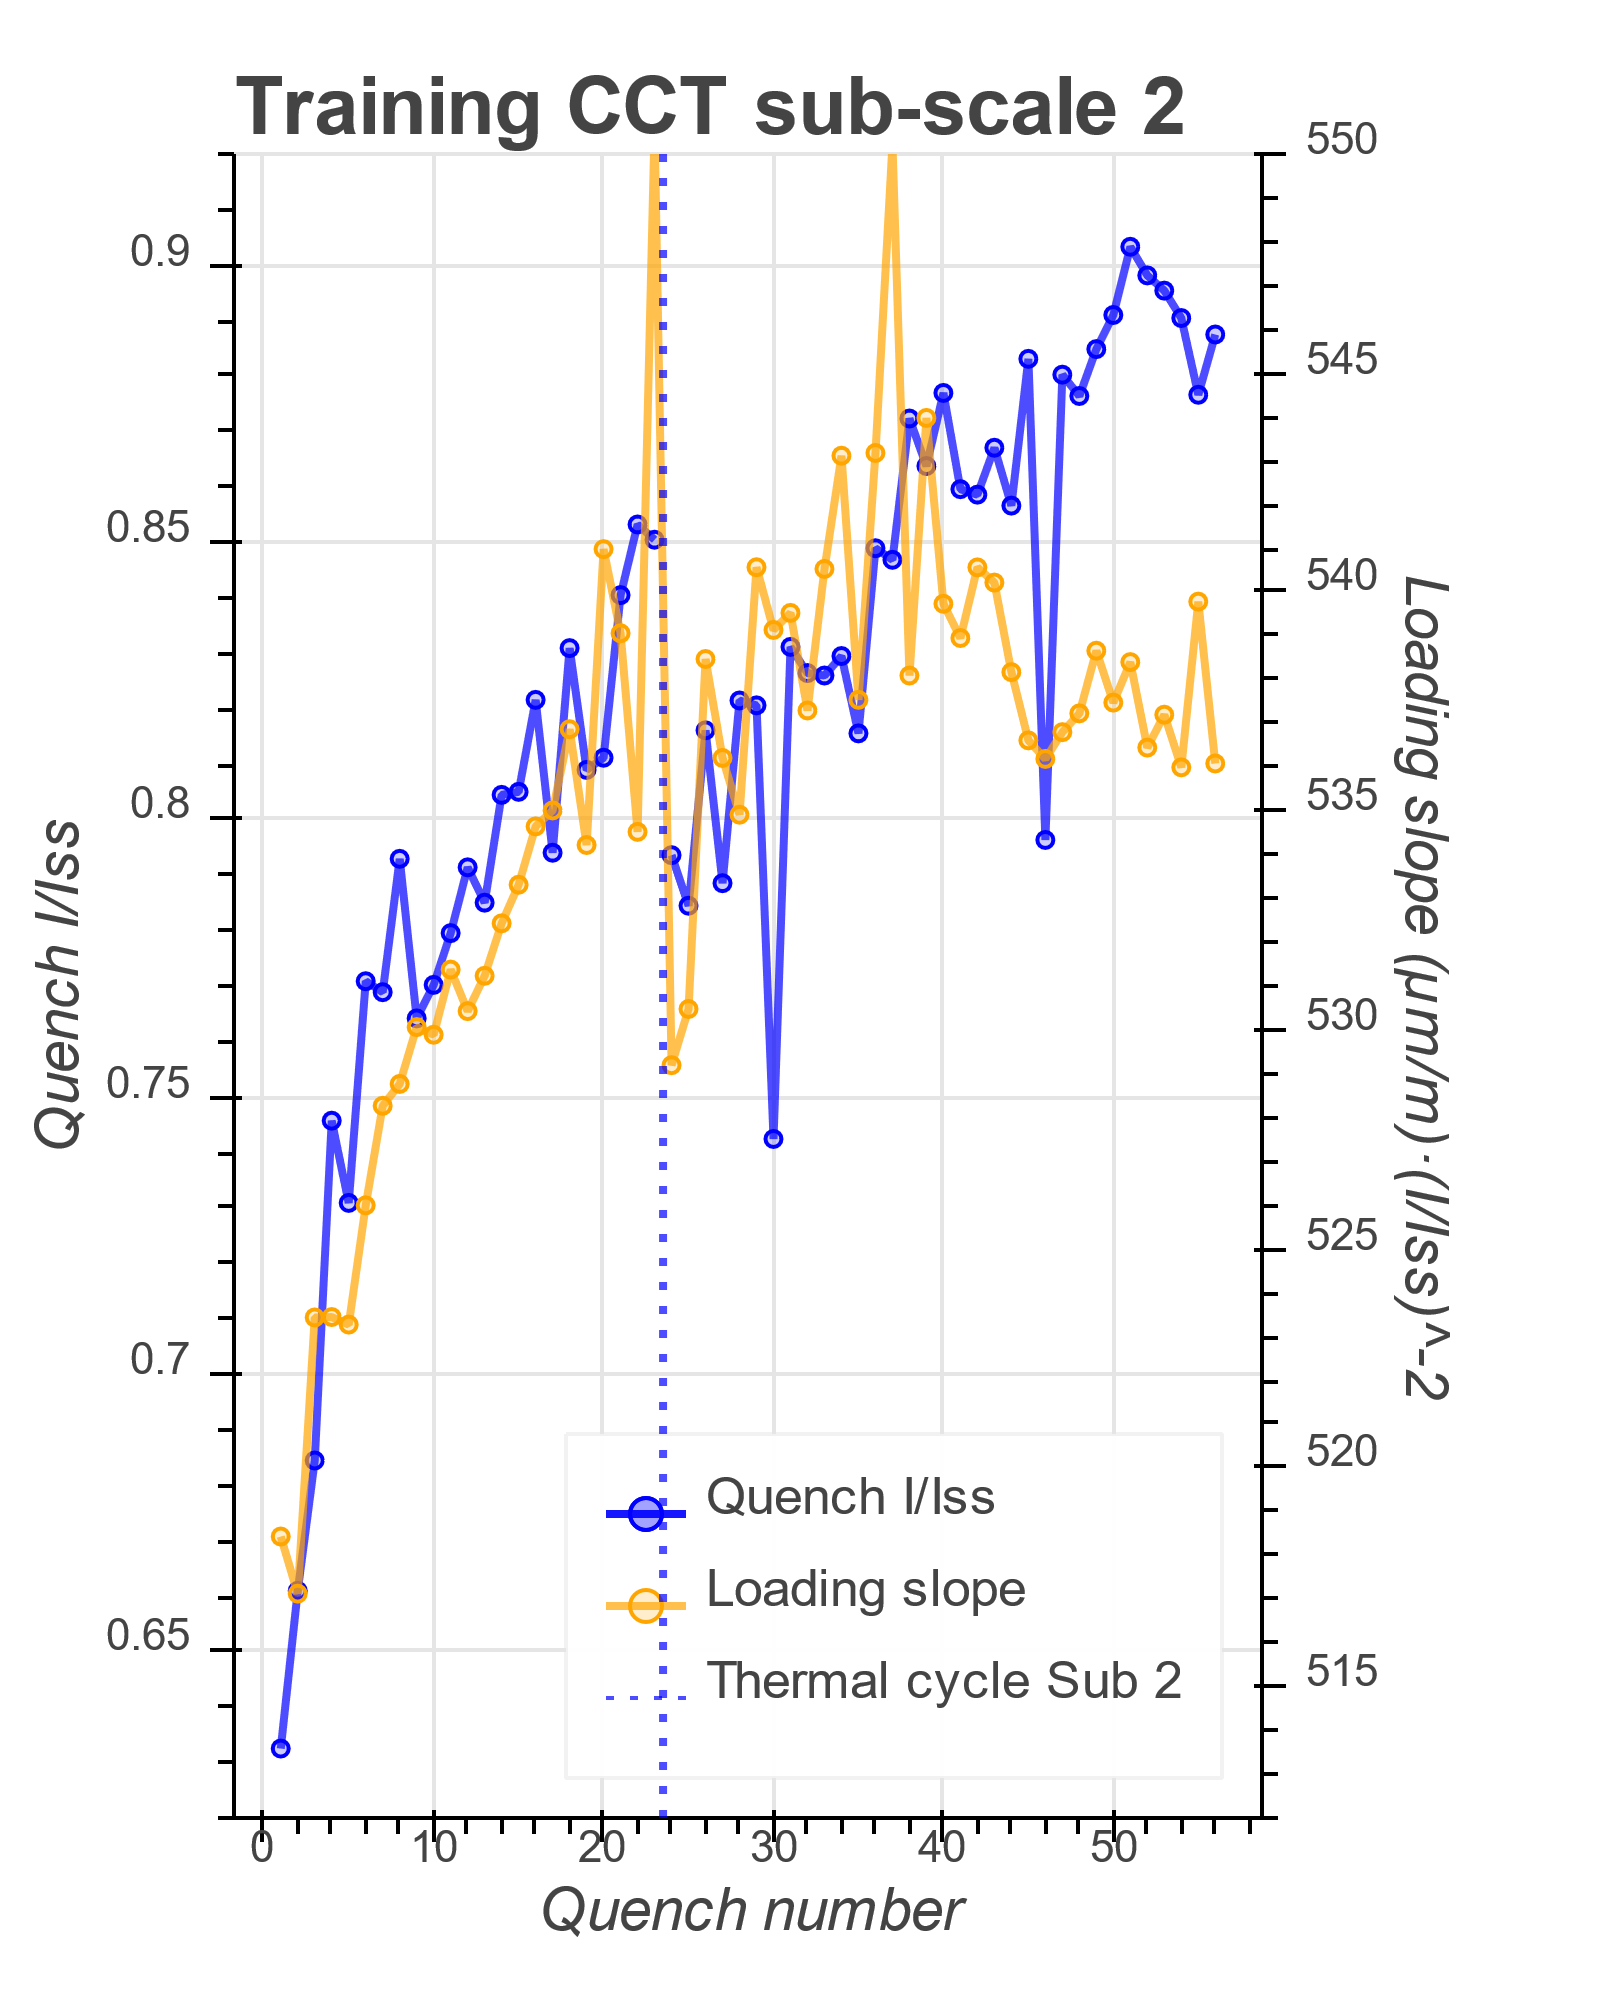 Training CCT sub-scale 2
0.9
0.85
0.8
0.75
0.7
0.65
Quench I/Iss
550
545
540
535
530
525
520
515
Loading slope (μm/m)·(I/Iss)^-2
Quench I/Iss
Loading slope
Thermal cycle Sub 2
0 10 20 30 40 50
Quench number